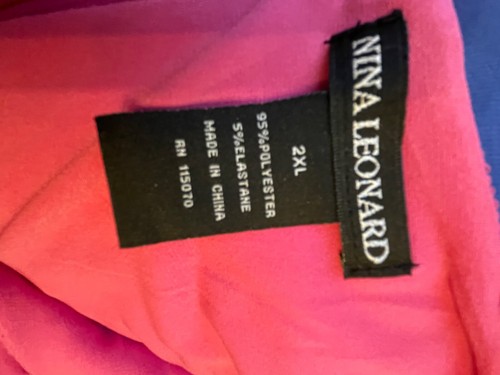 NINA LEONARD
2XL
95%POLYESTER
5%ELASTANE
MADE IN CHINA
RN 115070